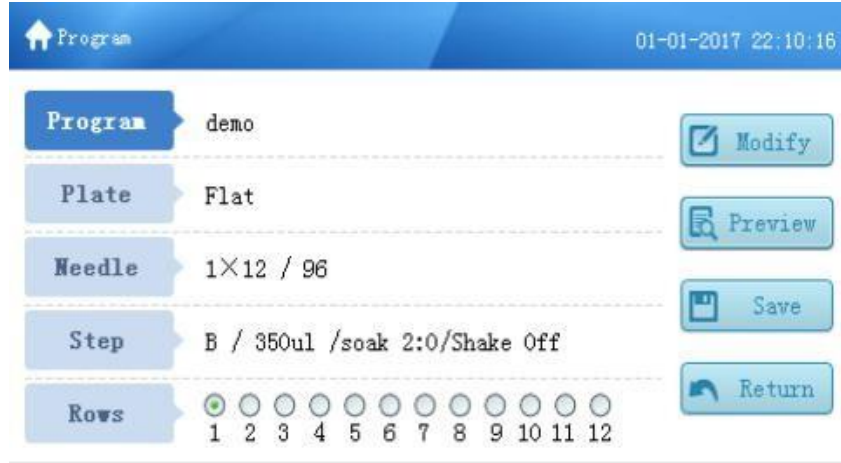 Program 01-01-2017 22:10:16
Program demo
Modify
Plate Flat
Preview
Needle 1×12 / 96
Save
Step B / 350ul /soak 2:0/Shake Off
Return
Rows
1 2 3 4 5 6 7 8 9 10 11 12